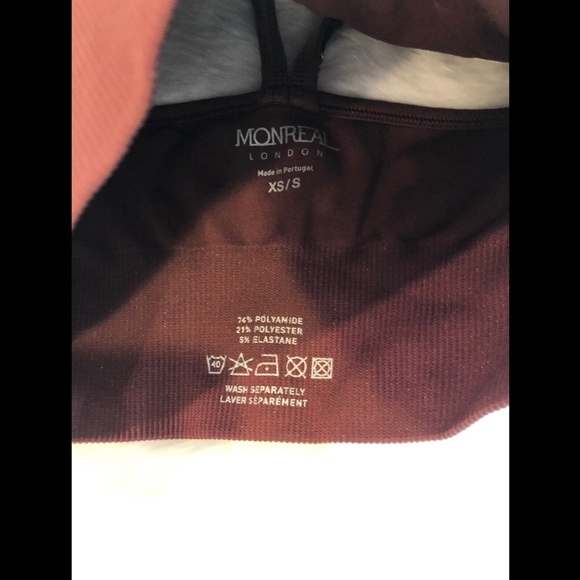 MONREAL
LONDON
Made in Portugal
XS/S
74% POLYAMIDE
21% POLYESTER
5% ELASTANE
40
WASH SEPARATELY
LAVER SÉPARÉMENT